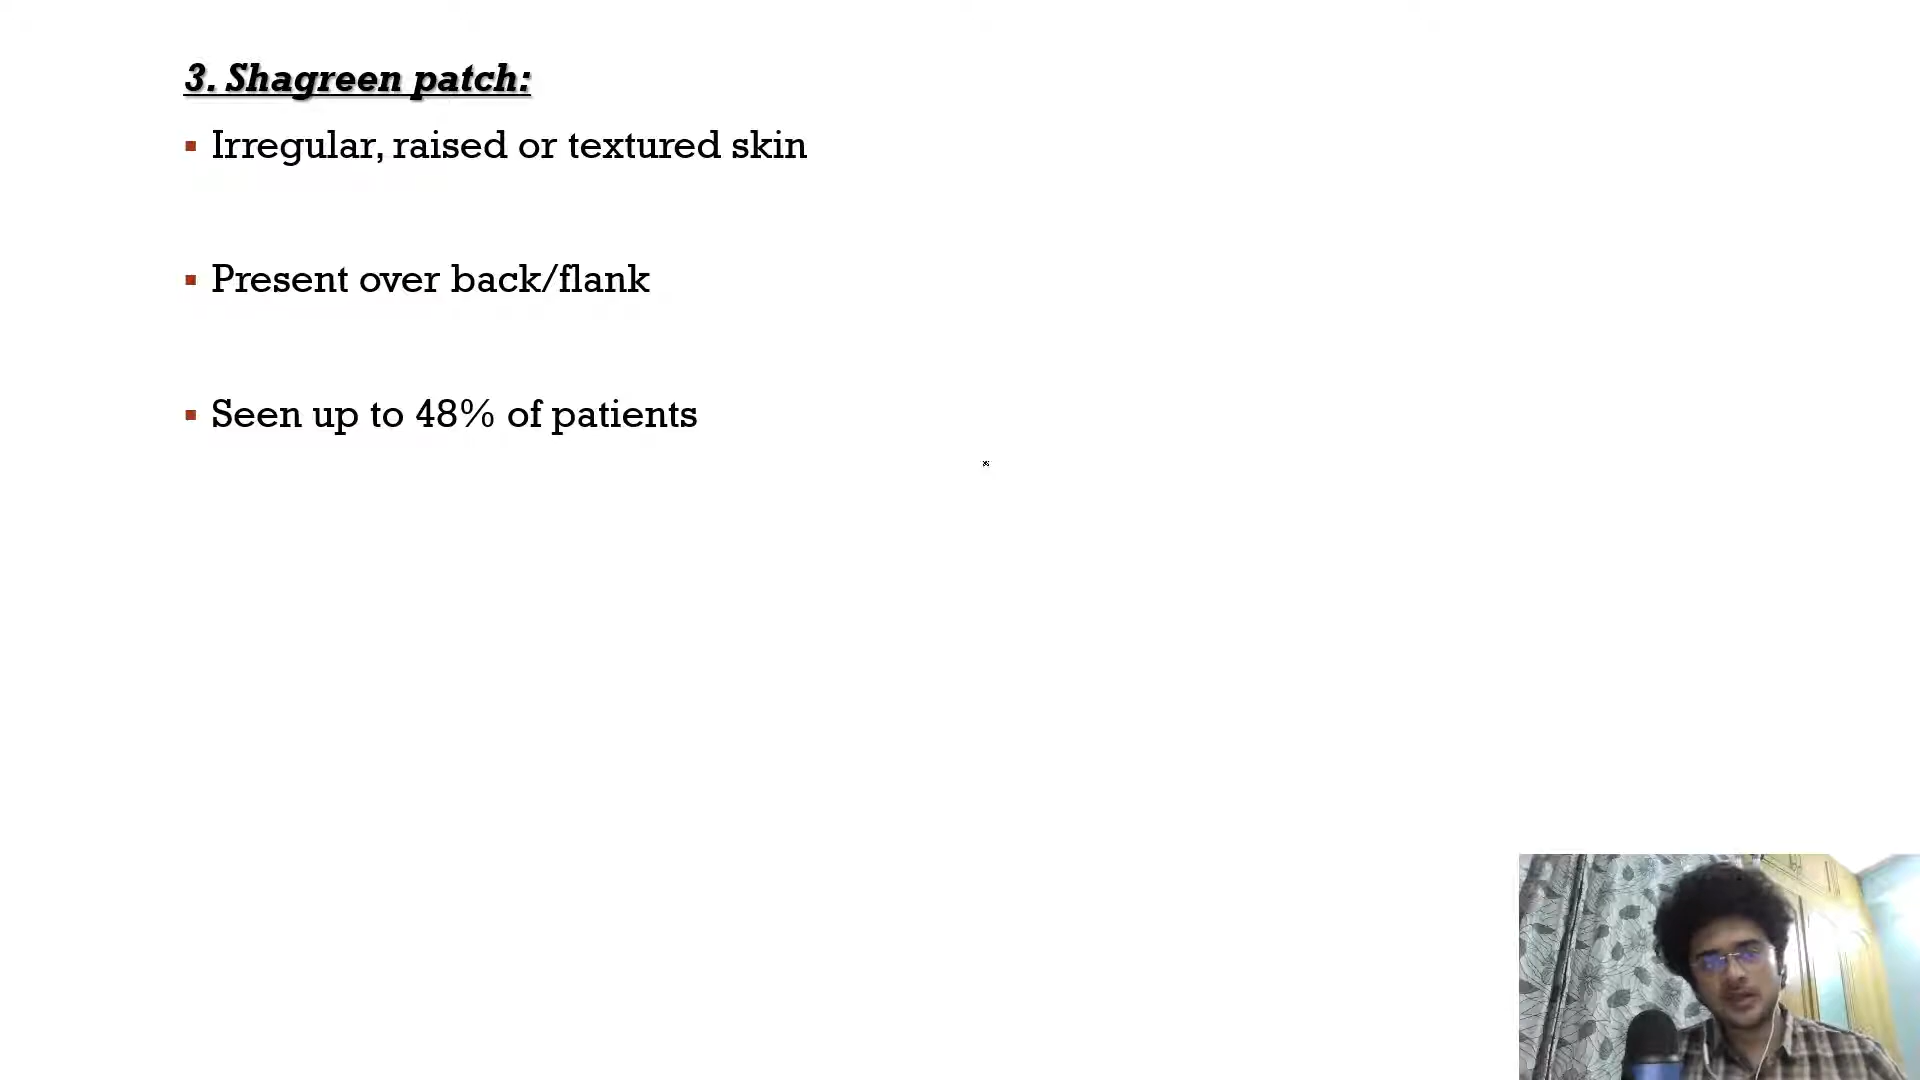 3. Shagreen patch:
▪ Irregular, raised or textured skin
▪ Present over back/flank
▪ Seen up to 48% of patients